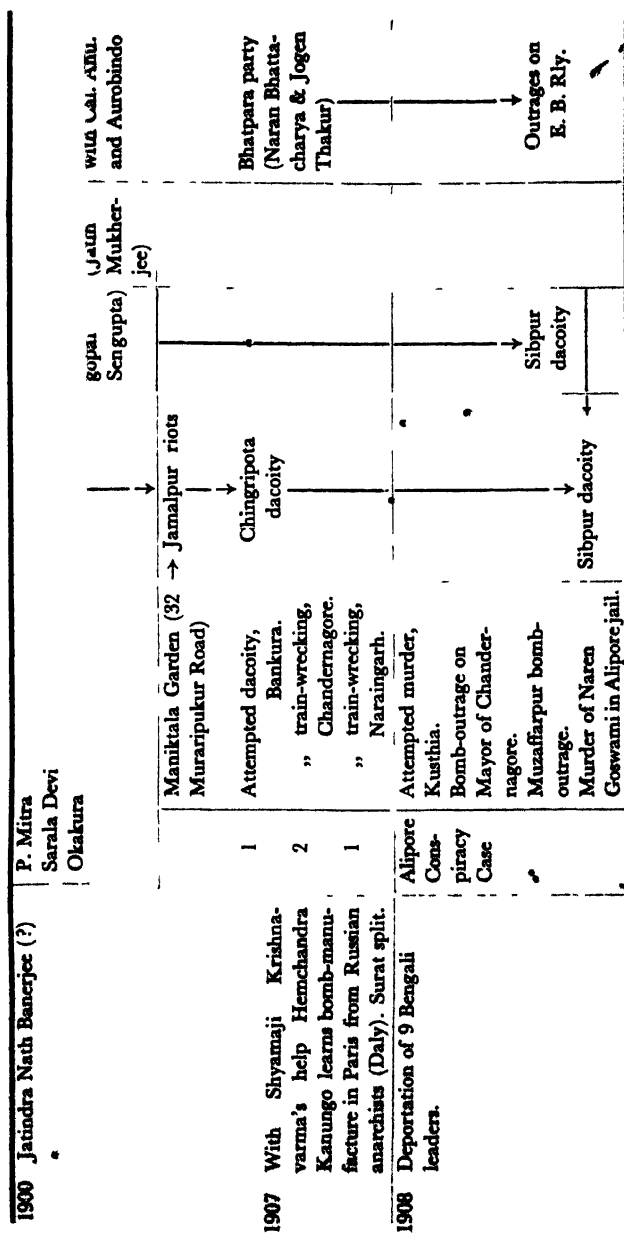 1900 Jatindra Nath Banerjee (?)
P. Mitra
Sarala Devi
Okakura
gopal
Sengupta)
(Jatin
Mukher-
jee)
with Cal. Anu.
and Aurobindo
Maniktala Garden (32 → Jamalpur riots
Muraripukur Road)
1907 With Shyamaji Krishna-
varma's help Hemchandra
Kanungo learns bomb-manu-
facture in Paris from Russian
anarchists (Daly). Surat split.
1
2
1
Attempted dacoity,
Bankura.
,, train-wrecking,
Chandernagore.
,, train-wrecking,
Naraingarh.
Chingripota
dacoity
Bhatpara party
(Naran Bhatta-
charya & Jogen
Thakur)
1908 Deportation of 9 Bengali
leaders.
Alipore
Cons-
piracy
Case
Attempted murder,
Kusthia.
Bomb-outrage on
Mayor of Chander-
nagore.
Muzaffarpur bomb-
outrage.
Murder of Naren
Goswami in Alipore jail.
Sibpur dacoity
Sibpur
dacoity
Outrages on
E. B. Rly.